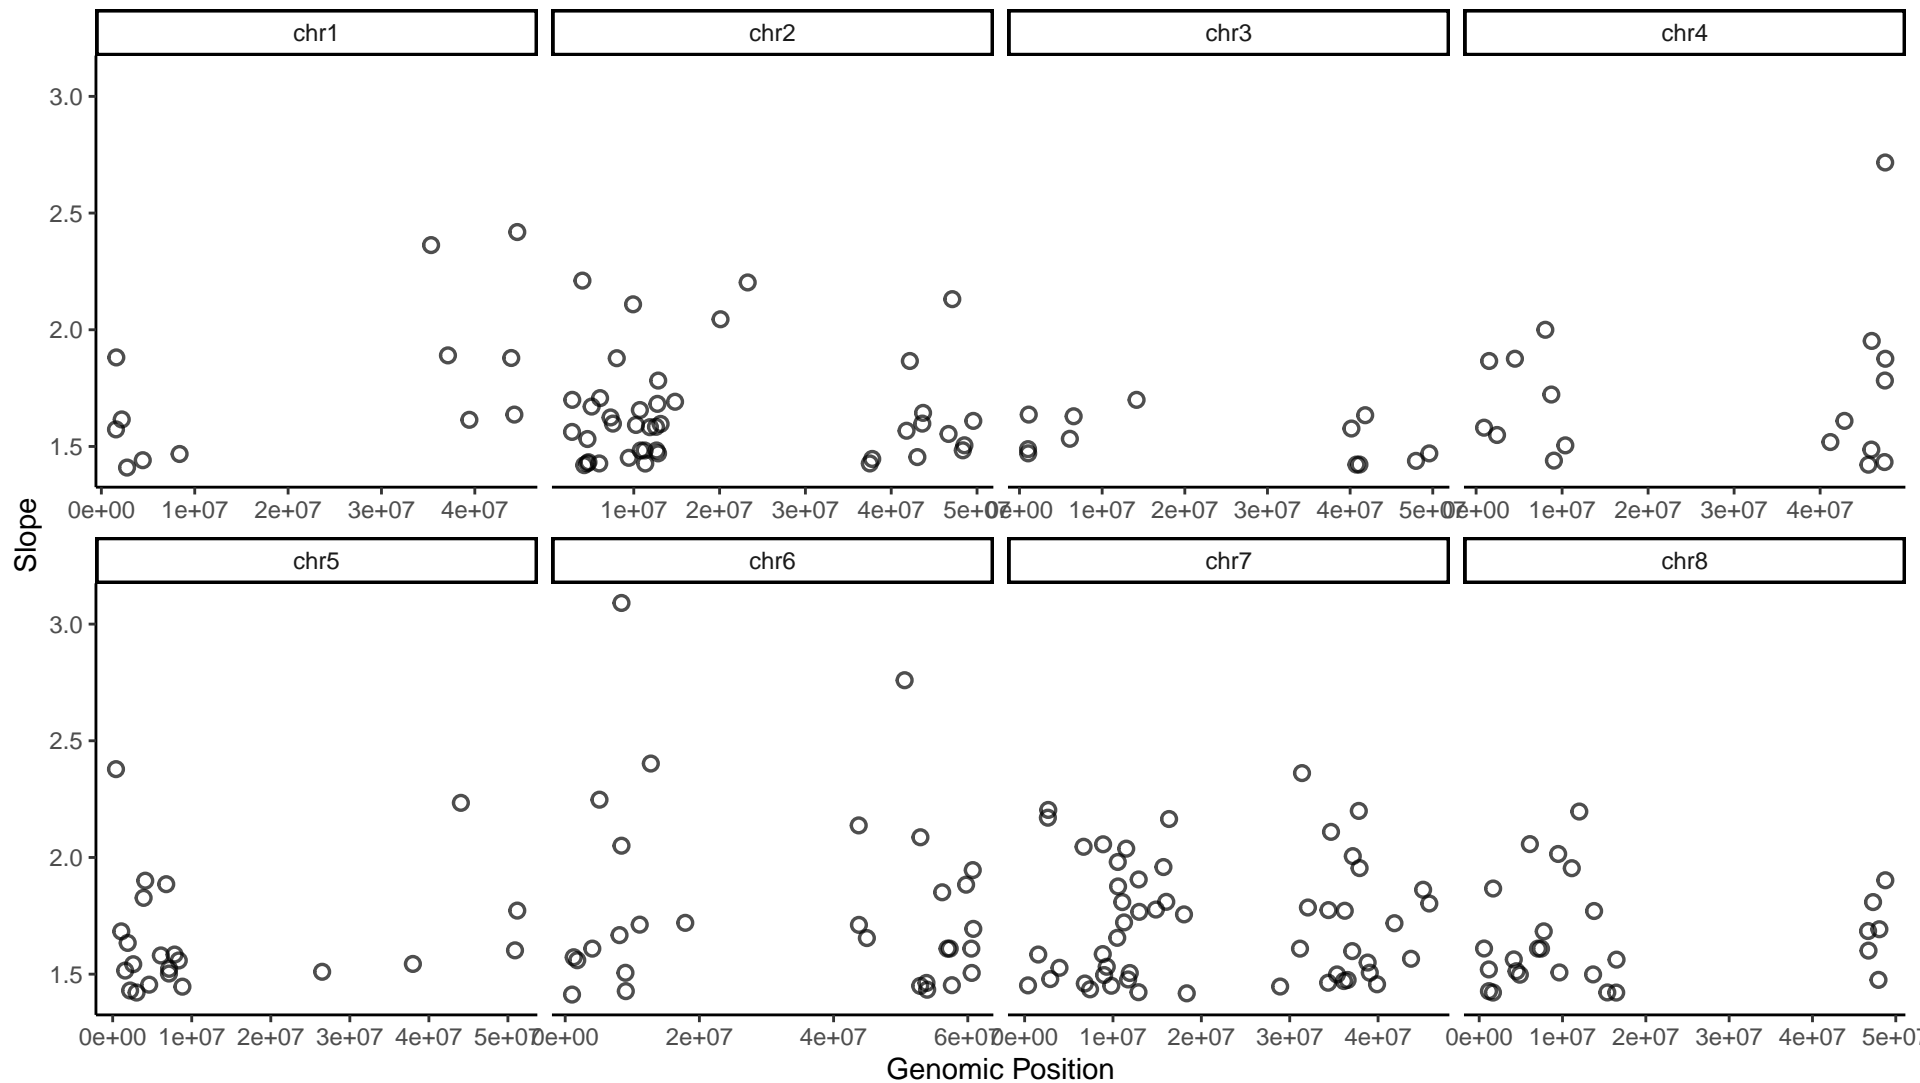 chr1 chr2 chr3 chr4
3.0
2.5
2.0
1.5
0e+00 1e+07 2e+07 3e+07 4e+07 1e+07 2e+07 3e+07 4e+07 5e+07 0e+00 1e+07 2e+07 3e+07 4e+07 5e+07 0e+00 1e+07 2e+07 3e+07 4e+07
Slope
chr5 chr6 chr7 chr8
3.0
2.5
2.0
1.5
0e+00 1e+07 2e+07 3e+07 4e+07 5e+07 0e+00 2e+07 4e+07 6e+07 0e+00 1e+07 2e+07 3e+07 4e+07 0e+00 1e+07 2e+07 3e+07 4e+07 5e+07
Genomic Position